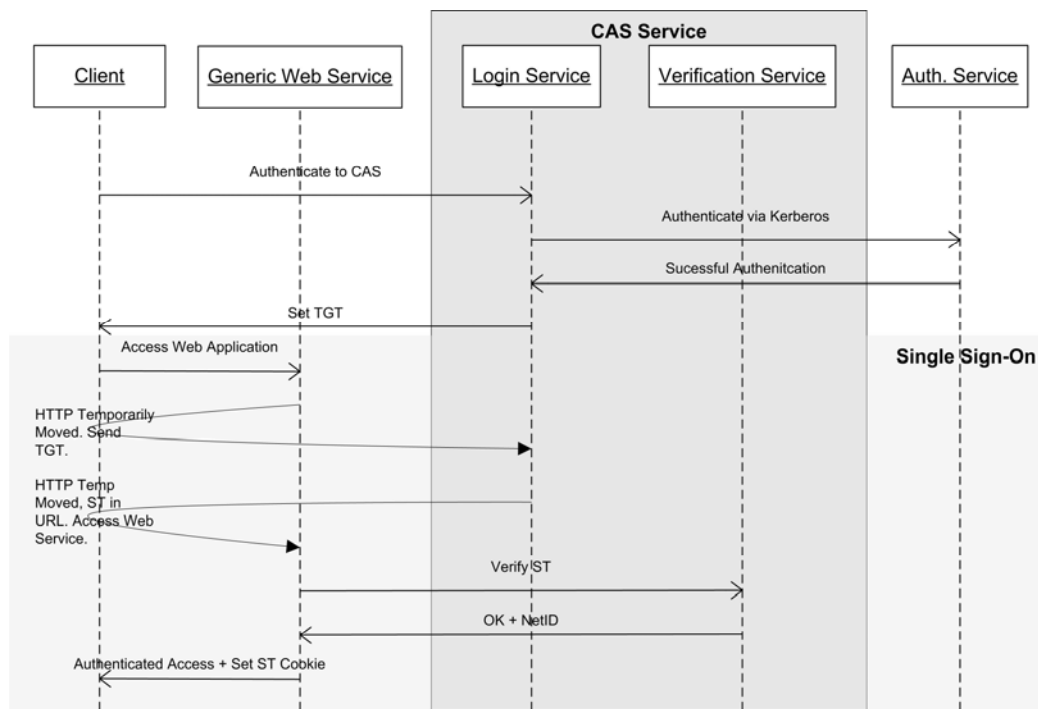 CAS Service
Client
Generic Web Service
Login Service
Verification Service
Auth. Service
Authenticate to CAS
Authenticate via Kerberos
Sucessful Authenitcation
Set TGT
Access Web Application
Single Sign-On
HTTP Temporarily
Moved. Send
TGT.
HTTP Temp
Moved, ST in
URL. Access Web
Service.
Verify ST
OK + NetID
Authenticated Access + Set ST Cookie